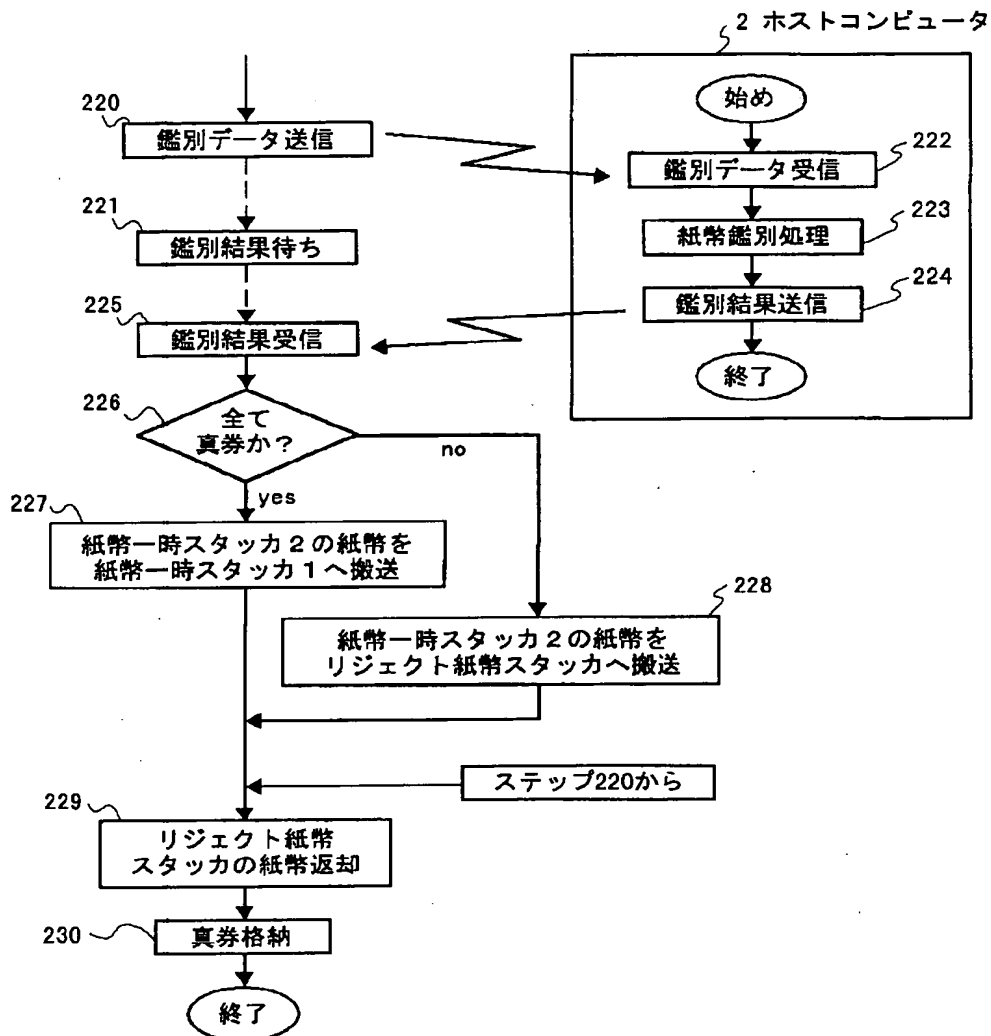 2 ホストコンピュータ
始め
220
鑑別データ送信
222
鑑別データ受信
221
鑑別結果待ち
223
紙幣鑑別処理
224
鑑別結果送信
225
鑑別結果受信
終了
226
全て
真券か?
no
yes
227
紙幣一時スタッカ2の紙幣を
紙幣一時スタッカ1へ搬送
228
紙幣一時スタッカ2の紙幣を
リジェクト紙幣スタッカへ搬送
ステップ220から
229
リジェクト紙幣
スタッカの紙幣返却
230
真券格納
終了